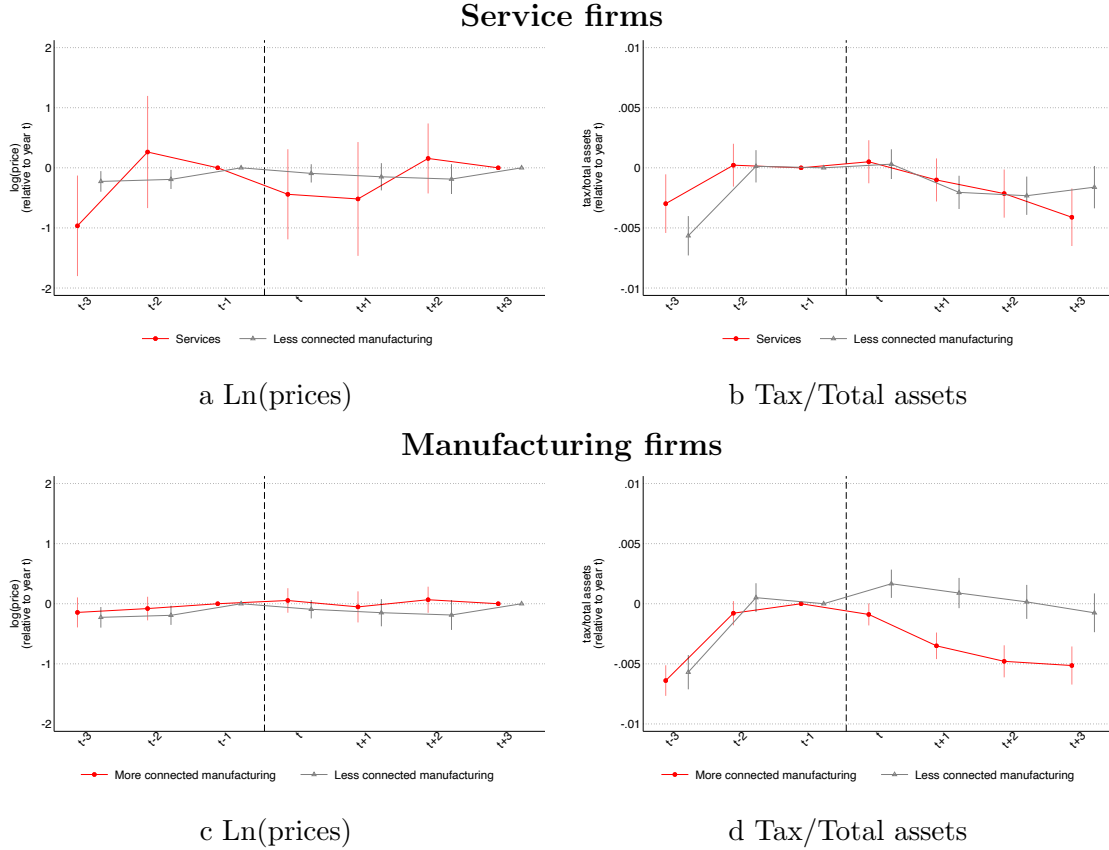 Service firms
2
1
0
-1
-2
log(price)
(relative to year t)
t-3
t-2
t-1
t
t+1
t+2
t+3
Services
Less connected manufacturing
a Ln(prices)
.01
.005
0
-.005
-.01
tax/total assets
(relative to year t)
t-3
t-2
t-1
t
t+1
t+2
t+3
Services
Less connected manufacturing
b Tax/Total assets
Manufacturing firms
2
1
0
-1
-2
log(price)
(relative to year t)
t-3
t-2
t-1
t
t+1
t+2
t+3
More connected manufacturing
Less connected manufacturing
c Ln(prices)
.01
.005
0
-.005
-.01
tax/total assets
(relative to year t)
t-3
t-2
t-1
t
t+1
t+2
t+3
More connected manufacturing
Less connected manufacturing
d Tax/Total assets